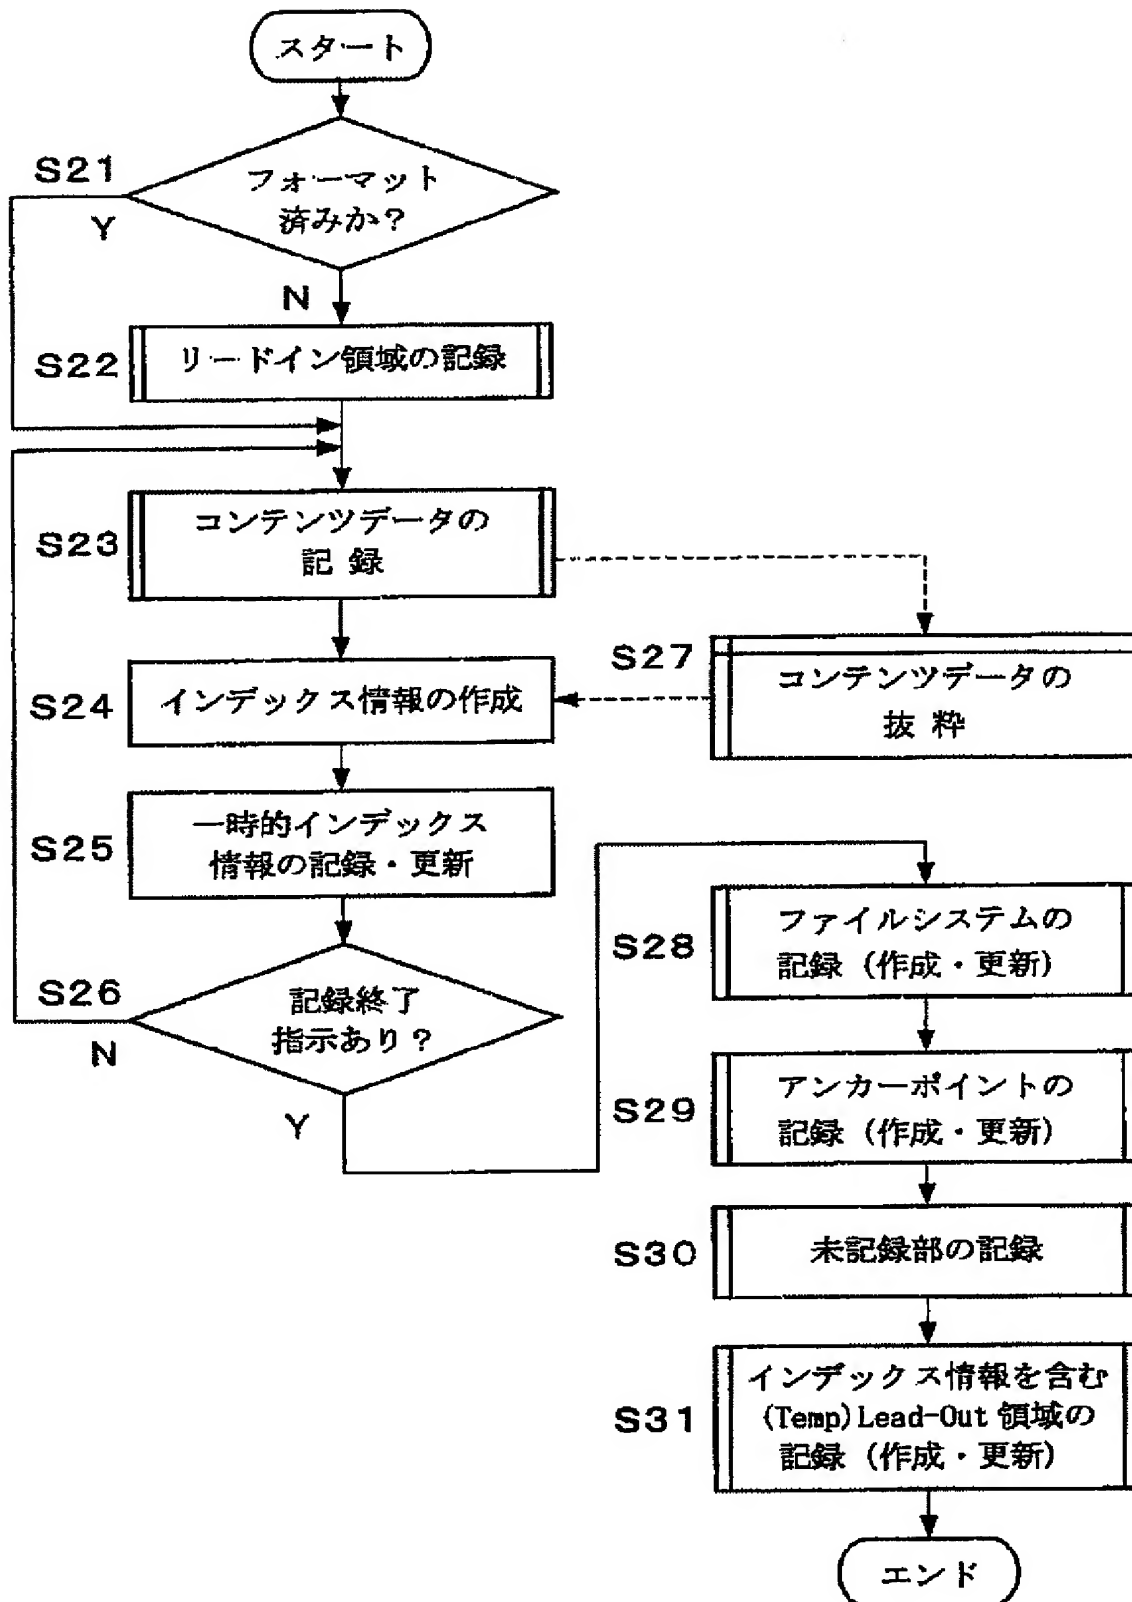 スタート
S21
フォーマット
済みか？
Y
N
S22
リードイン領域の記録
S23
コンテンツデータの
記 録
S24
インデックス情報の作成
S27
コンテンツデータの
抜 粋
S25
一時的インデックス
情報の記録・更新
S26
記録終了
指示あり？
N
Y
S28
ファイルシステムの
記録（作成・更新）
S29
アンカーポイントの
記録（作成・更新）
S30
未記録部の記録
S31
インデックス情報を含む
(Temp)Lead-Out 領域の
記録（作成・更新）
エンド